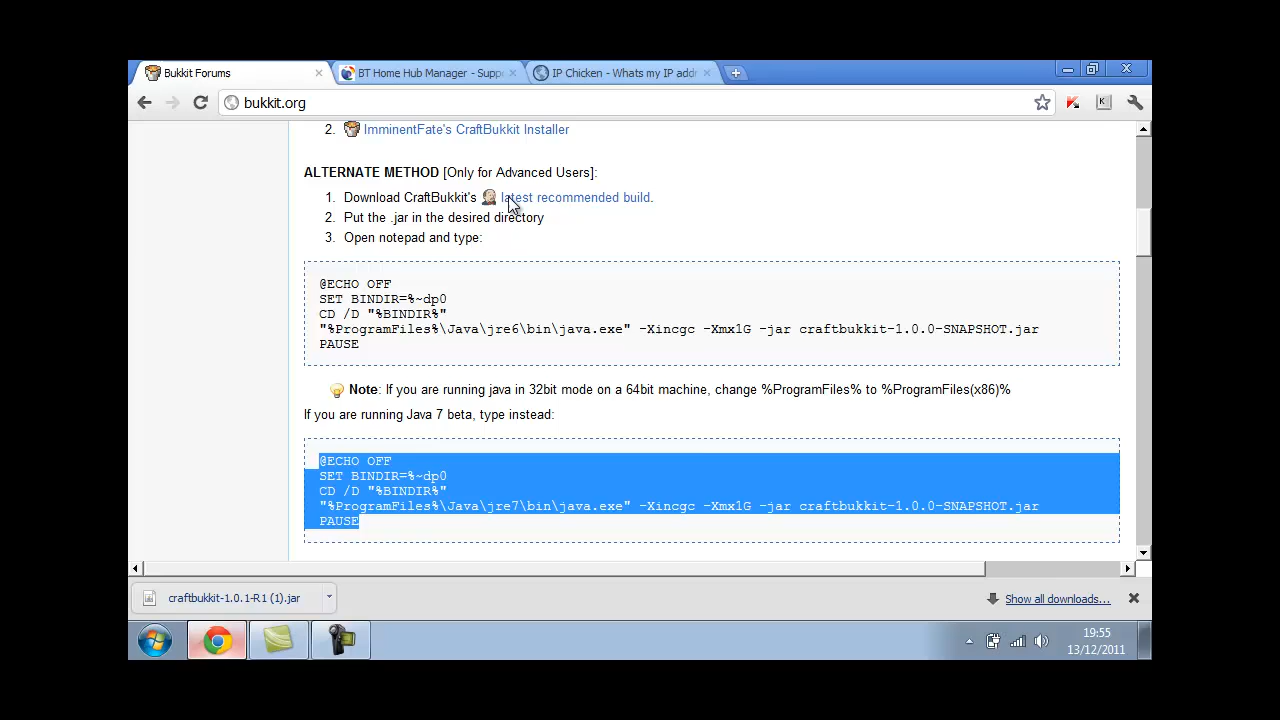 Bukkit Forums
BT Home Hub Manager - Suppo
IP Chicken - Whats my IP addr
bukkit.org
2. ImminentFate's CraftBukkit Installer
ALTERNATE METHOD [Only for Advanced Users]:
1. Download CraftBukkit's latest recommended build.
2. Put the .jar in the desired directory
3. Open notepad and type:
@ECHO OFF
SET BINDIR=%~dp0
CD /D "%BINDIR%"
"%ProgramFiles%\Java\jre6\bin\java.exe" -Xincgc -Xmx1G -jar craftbukkit-1.0.0-SNAPSHOT.jar
PAUSE
Note: If you are running java in 32bit mode on a 64bit machine, change %ProgramFiles% to %ProgramFiles(x86)%
If you are running Java 7 beta, type instead:
@ECHO OFF
SET BINDIR=%~dp0
CD /D "%BINDIR%"
"%ProgramFiles%\Java\jre7\bin\java.exe" -Xincgc -Xmx1G -jar craftbukkit-1.0.0-SNAPSHOT.jar
PAUSE
craftbukkit-1.0.1-R1 (1).jar
Show all downloads...
19:55
13/12/2011